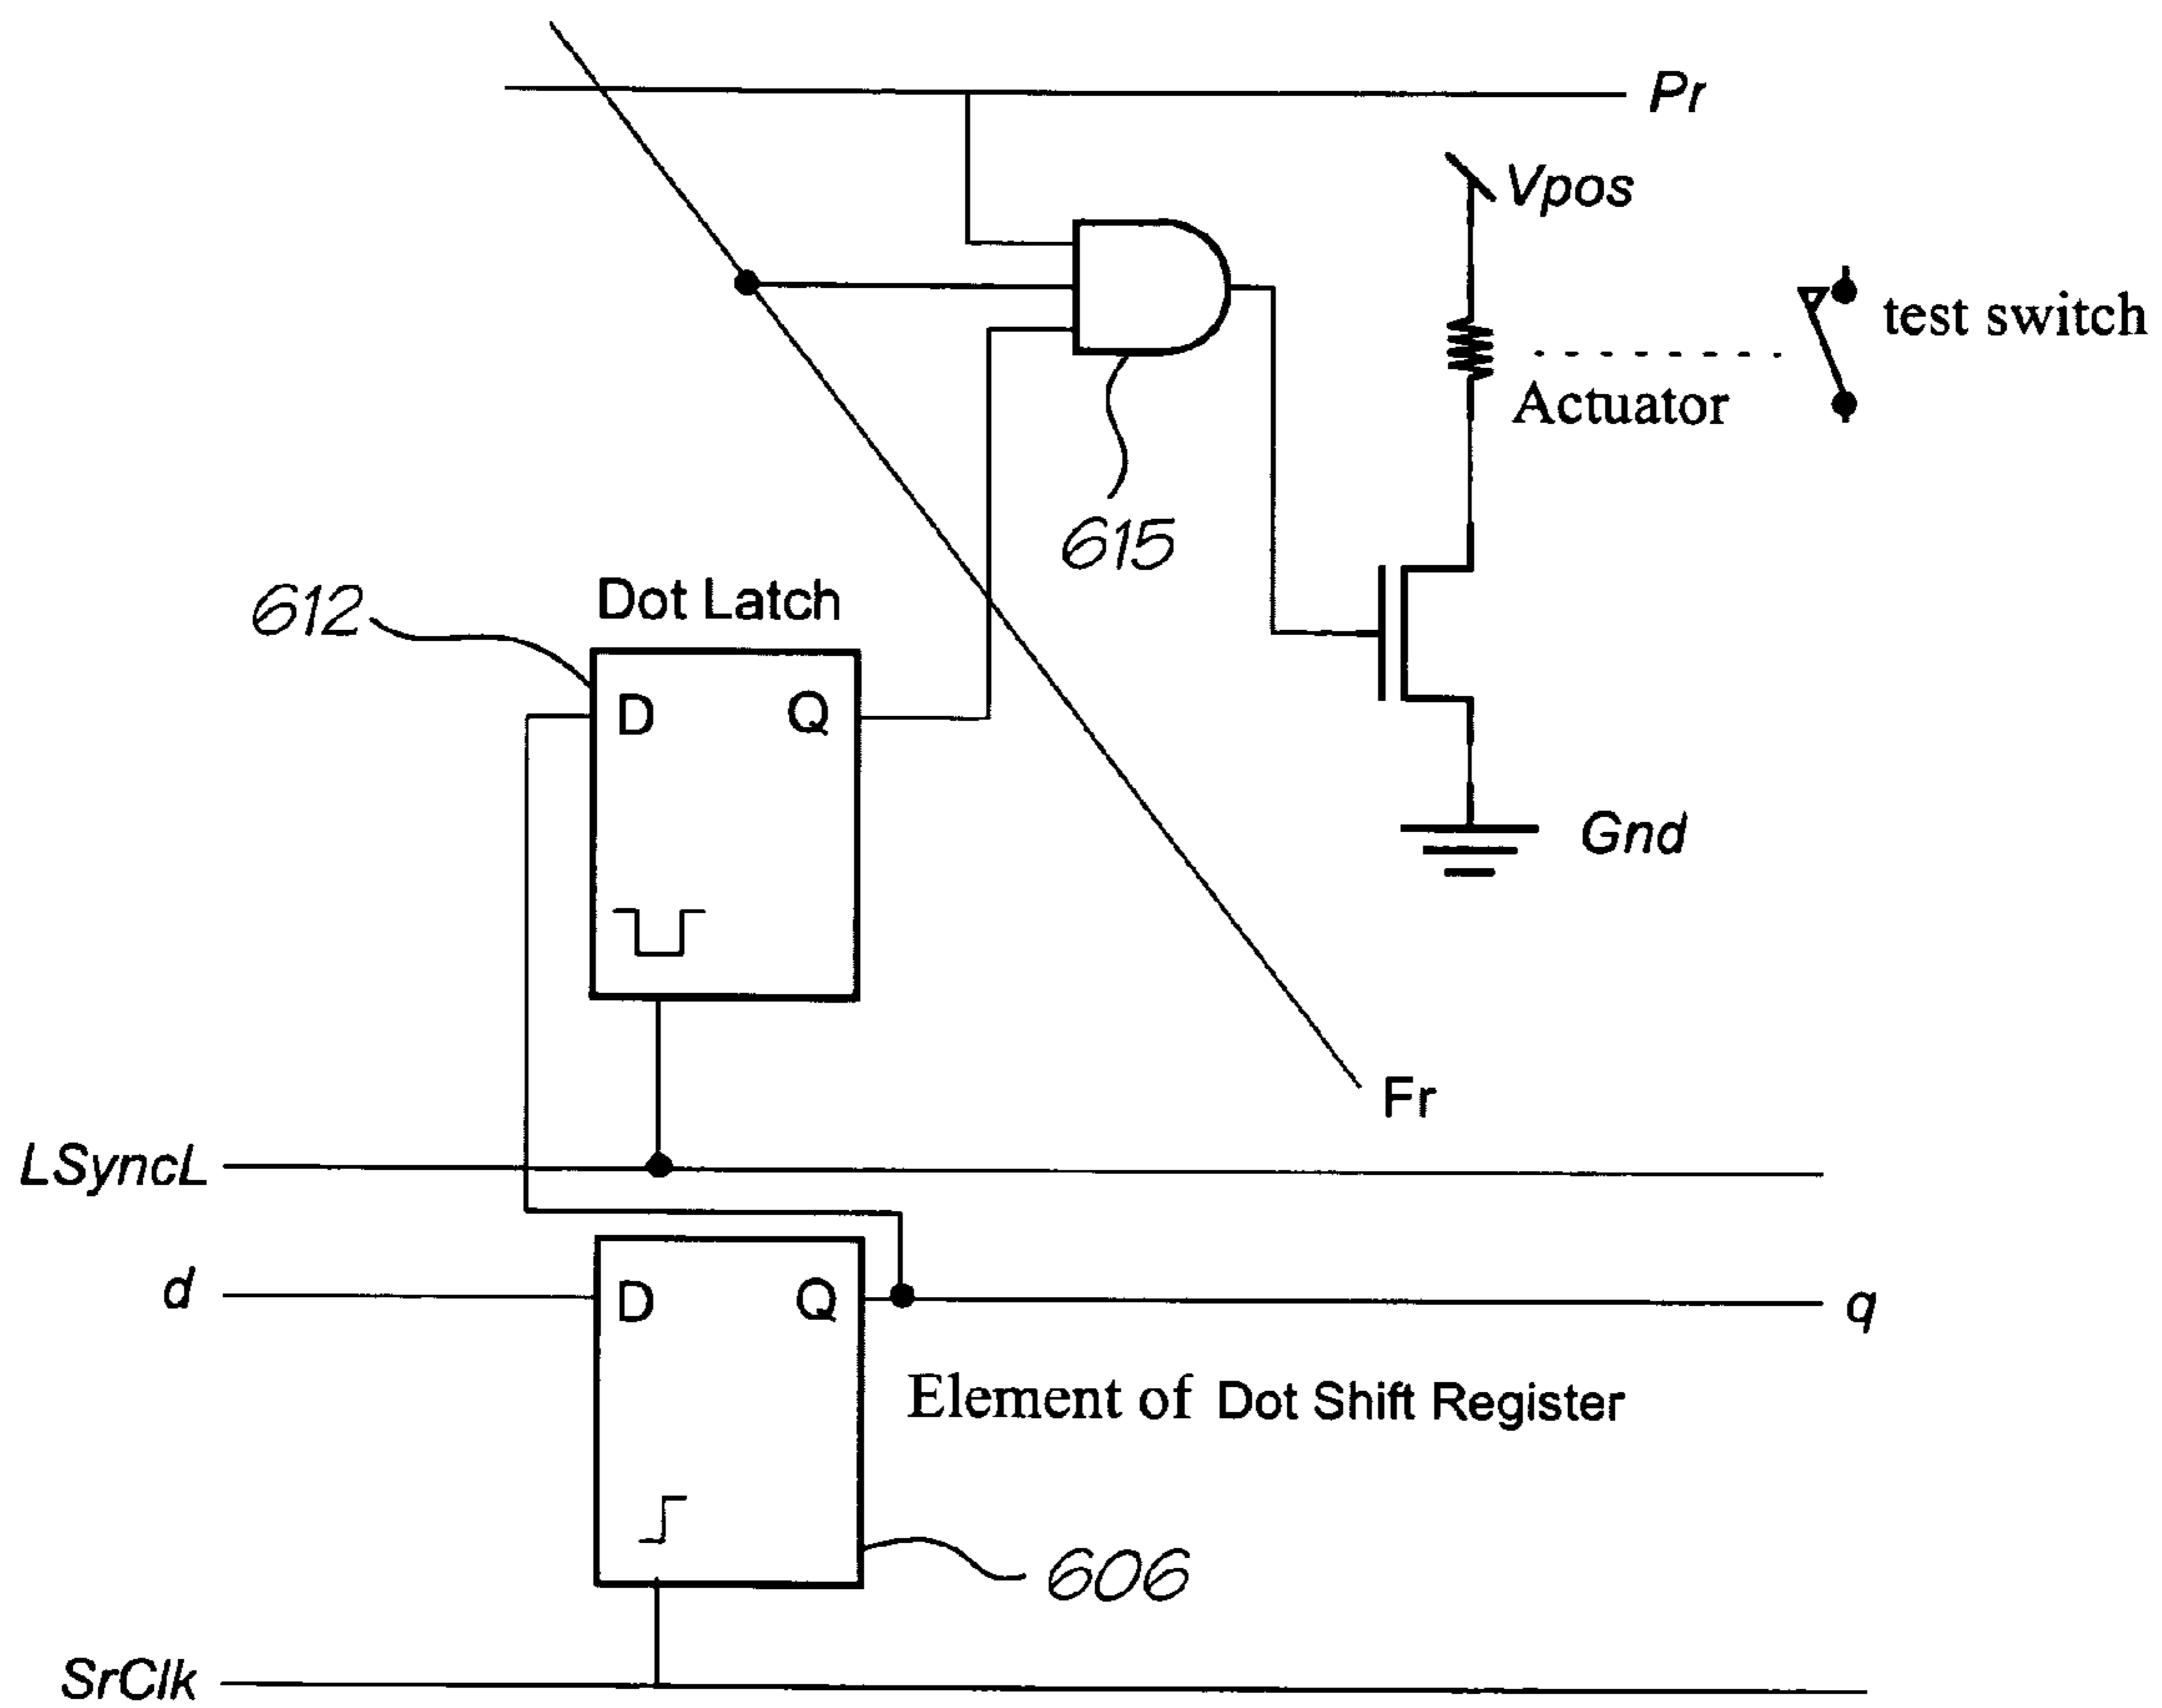 Pr
Vpos
test switch
Actuator
615
612
Dot Latch
D Q
Gnd
Fr
LSyncL
d
D Q
q
Element of Dot Shift Register
606
SrClk